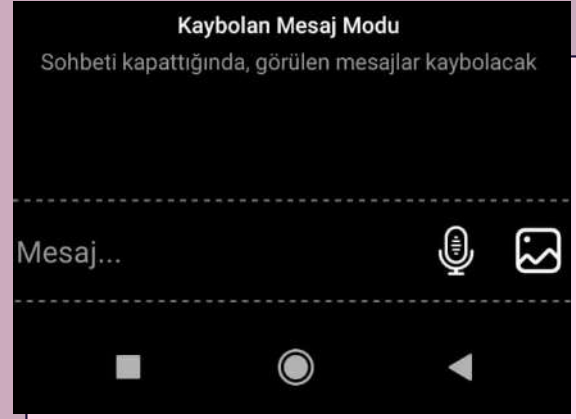 Kaybolan Mesaj Modu
Sohbeti kapattığında, görülen mesajlar kaybolacak
Mesaj...